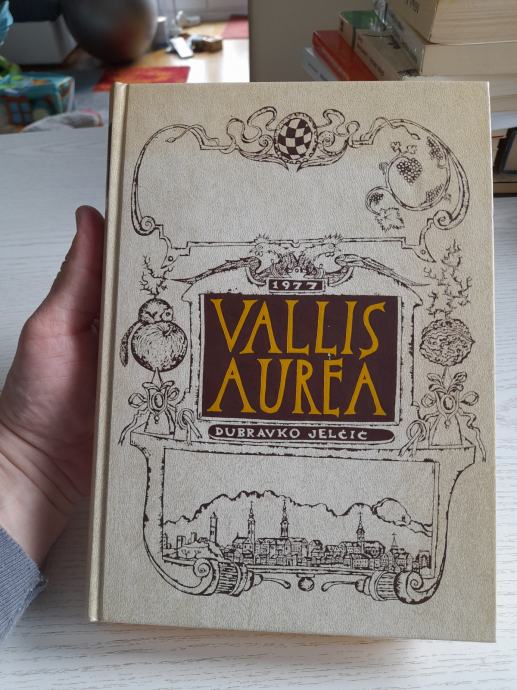 1977
VALLIS
AUREA
DUBRAVKO JELČIĆ